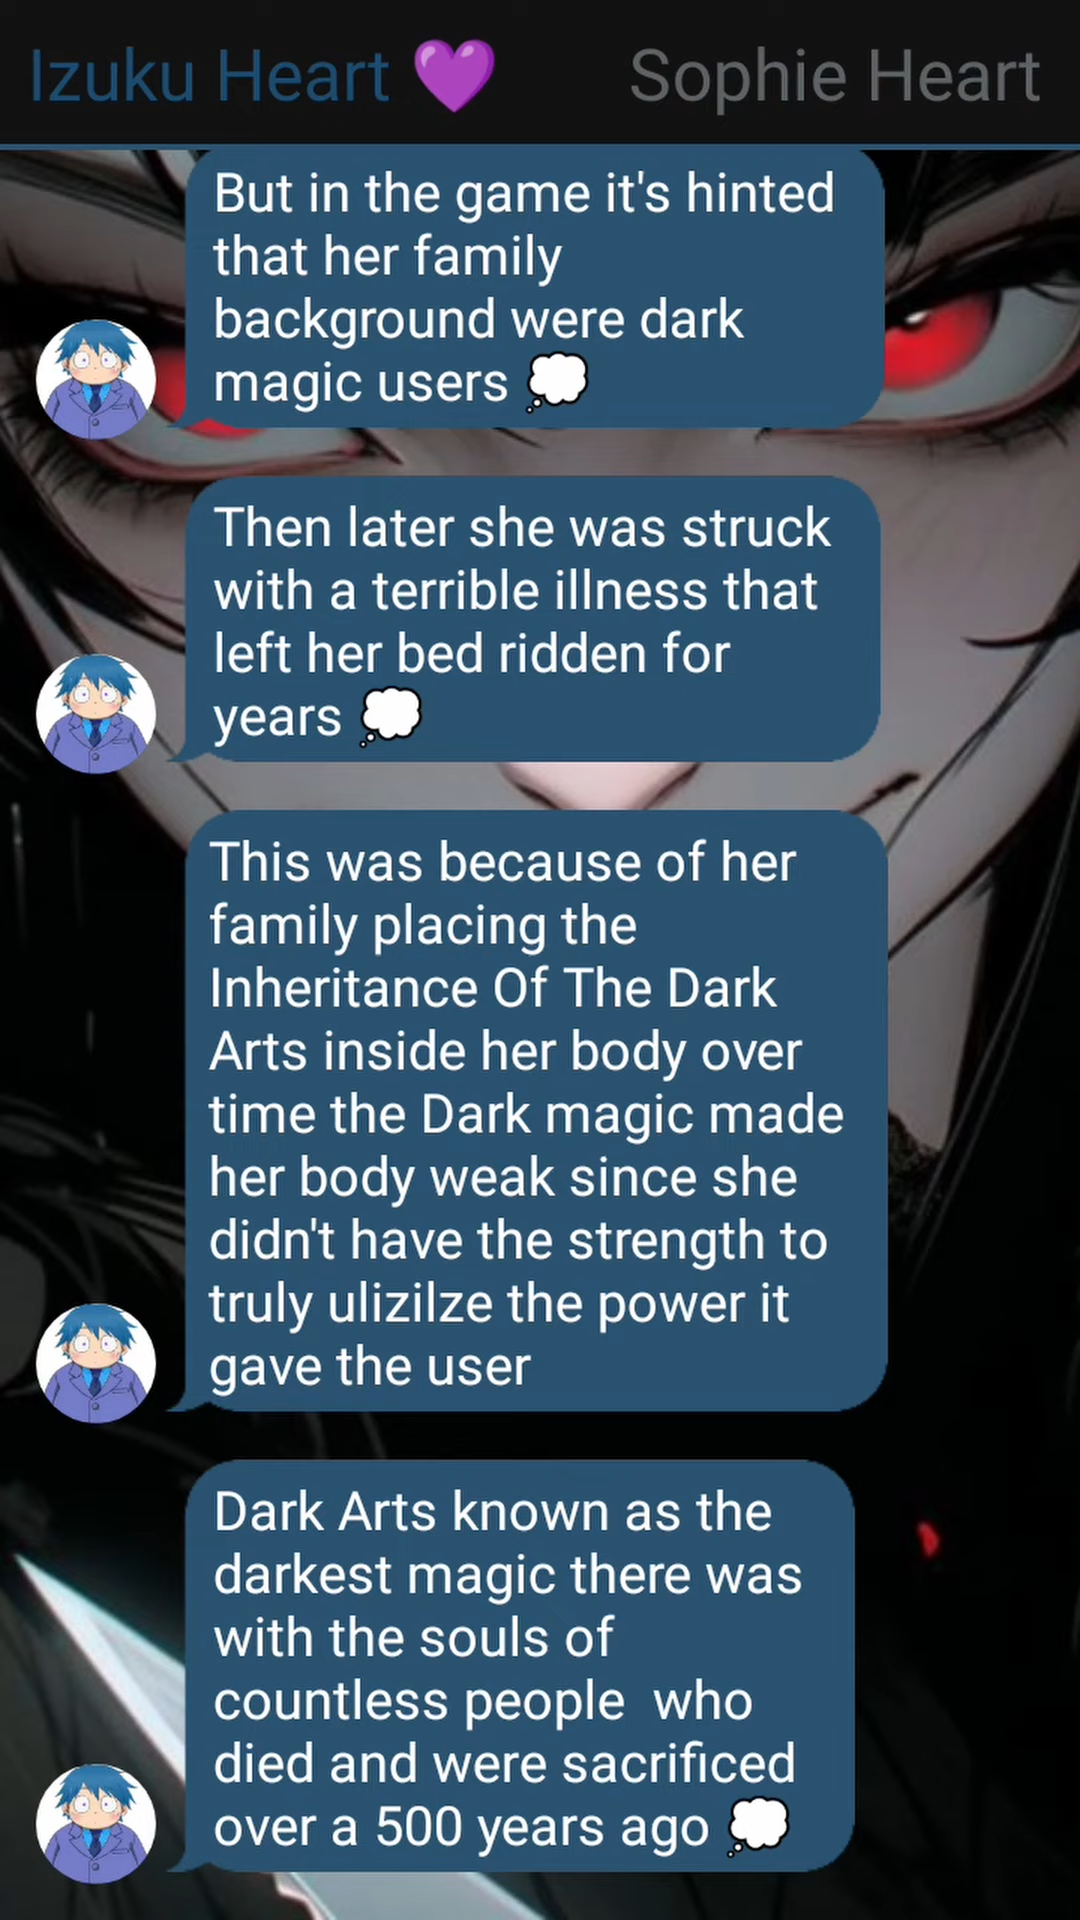 Izuku Heart 💜 Sophie Heart
But in the game it's hinted
that her family
background were dark
magic users 💭
Then later she was struck
with a terrible illness that
left her bed ridden for
years 💭
This was because of her
family placing the
Inheritance Of The Dark
Arts inside her body over
time the Dark magic made
her body weak since she
didn't have the strength to
truly ulizilze the power it
gave the user
Dark Arts known as the
darkest magic there was
with the souls of
countless people  who
died and were sacrificed
over a 500 years ago 💭